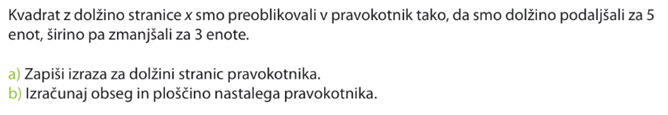 Kvadrat z dolžino stranice x smo preoblikovali v pravokotnik tako, da smo dolžino podaljšali za 5
enot, širino pa zmanjšali za 3 enote.
a) Zapiši izraza za dolžini stranic pravokotnika.
b) Izračunaj obseg in ploščino nastalega pravokotnika.